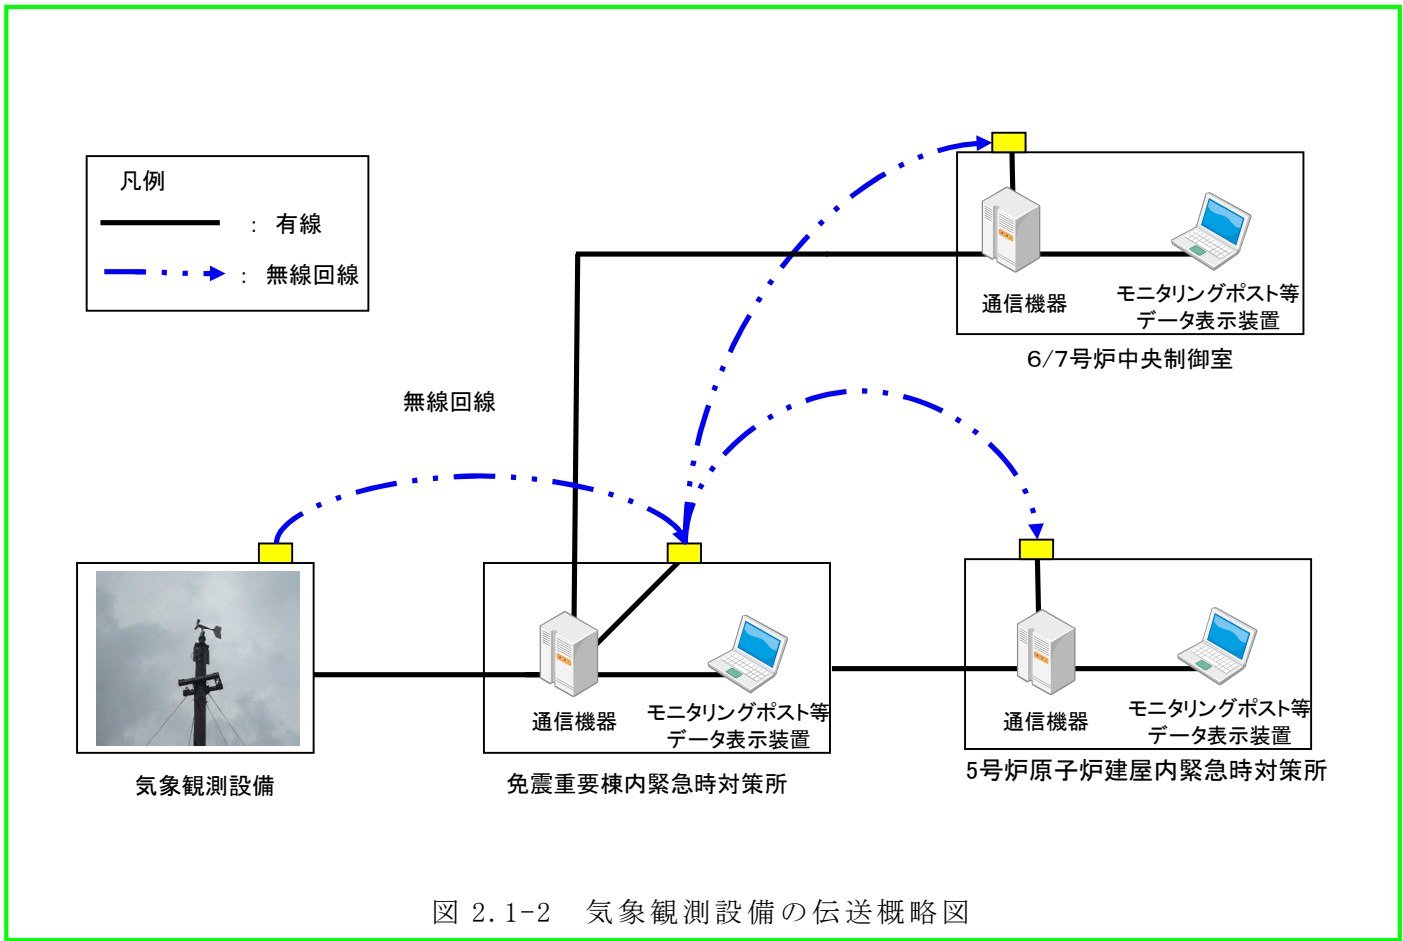 凡例
： 有線
： 無線回線
通信機器
モニタリングポスト等
データ表示装置
6/7号炉中央制御室
無線回線
通信機器
モニタリングポスト等
データ表示装置
通信機器
モニタリングポスト等
データ表示装置
気象観測設備
免震重要棟内緊急時対策所
5号炉原子炉建屋内緊急時対策所
図 2.1-2　気象観測設備の伝送概略図